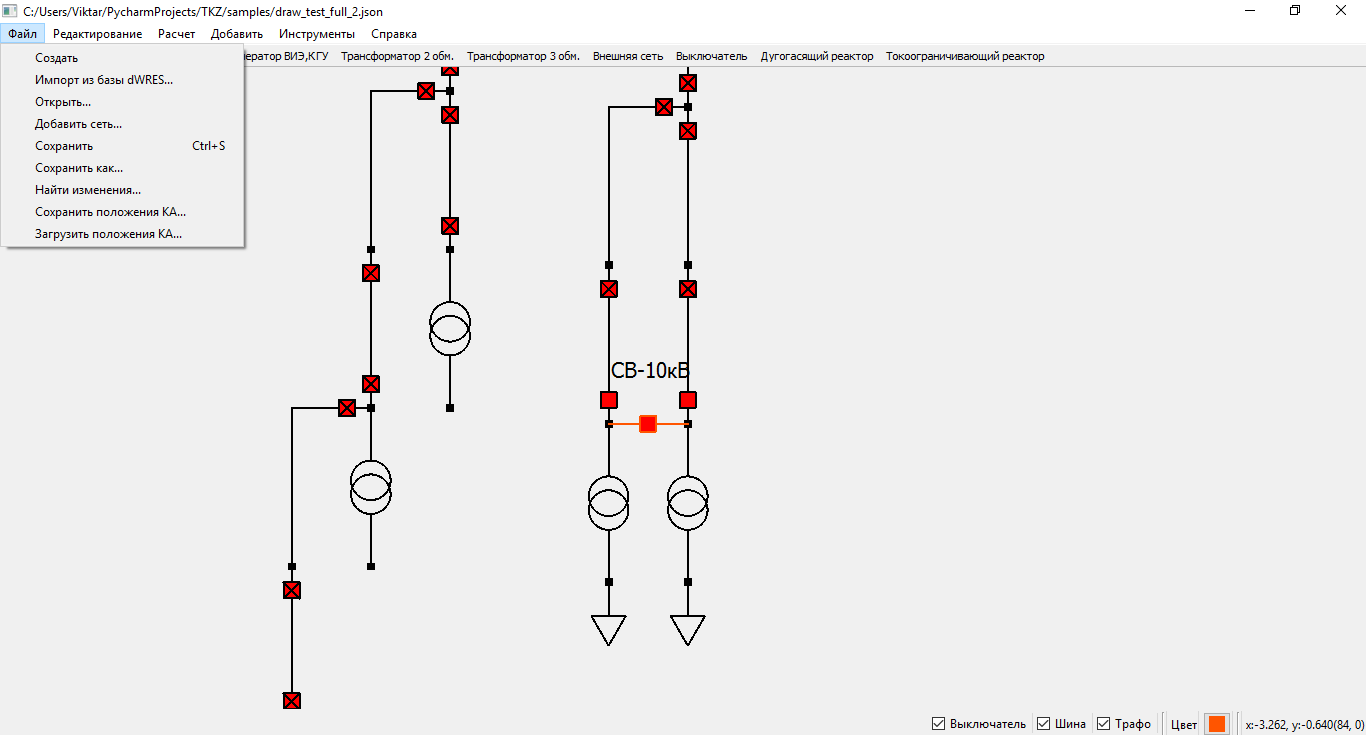 C:/Users/Viktar/PycharmProjects/TKZ/samples/draw_test_full_2.json
Файл Редактирование Расчет Добавить Инструменты Справка
ВИЭ,КГУ Трансформатор 2 обм. Трансформатор 3 обм. Внешняя сеть Выключатель Дугогасящий реактор Токоограничивающий реактор
Создать
Импорт из базы dWRES...
Открыть...
Добавить сеть...
Сохранить Ctrl+S
Сохранить как...
Найти изменения...
Сохранить положения КА...
Загрузить положения КА...
СВ-10кВ
Выключатель Шина Трафо Цвет x:-3.262, y:-0.640(84, 0)